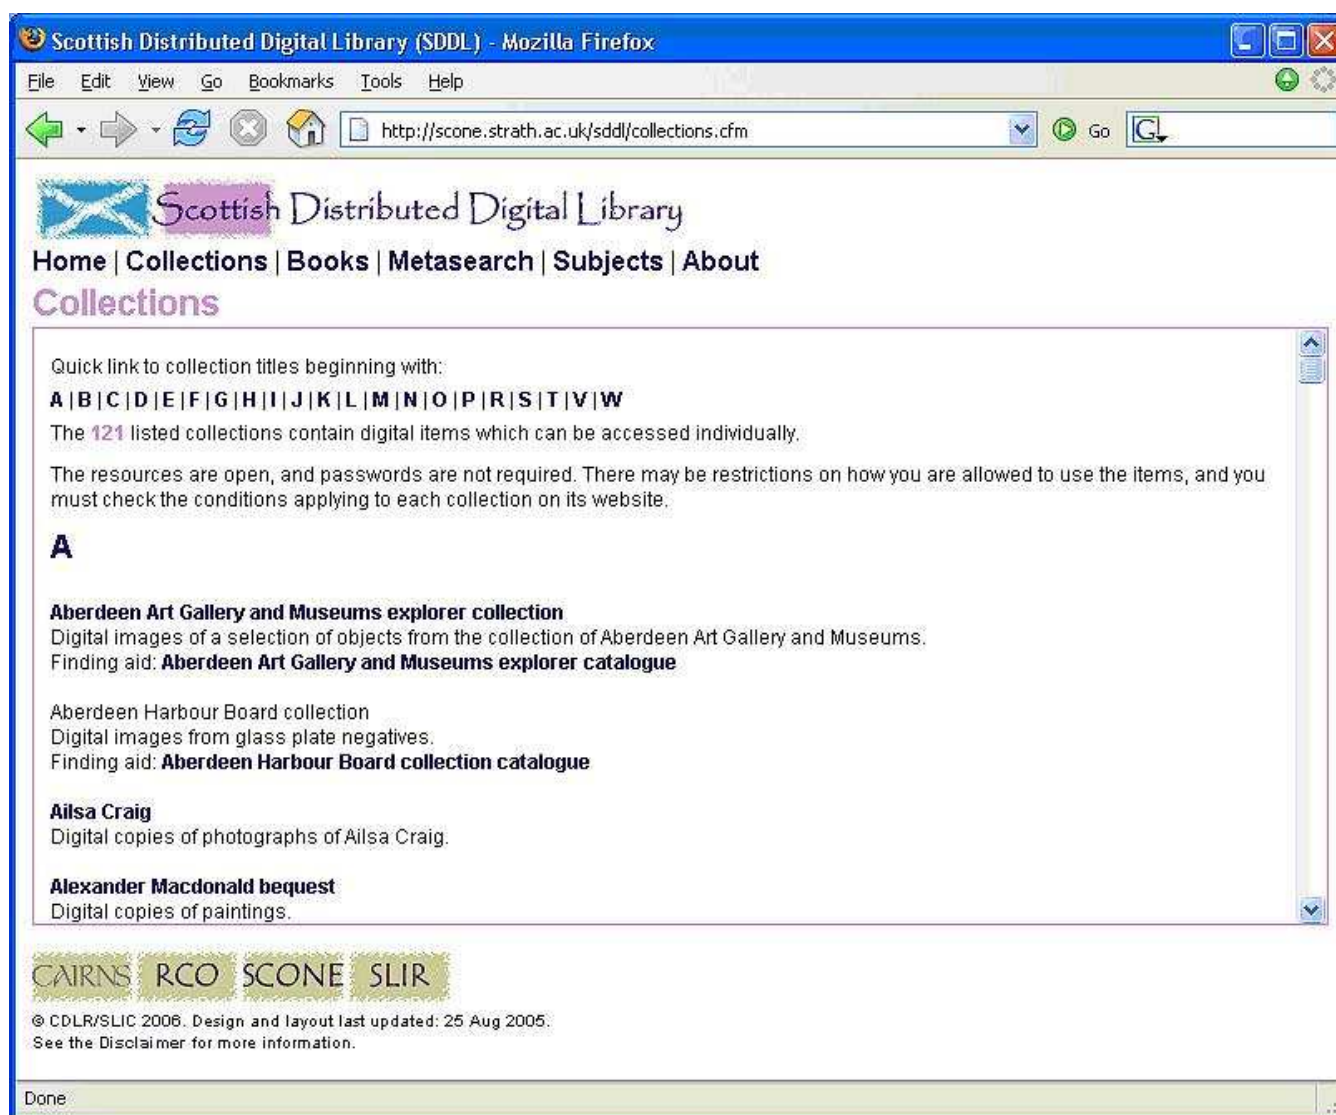 Scottish Distributed Digital Library (SDDL) - Mozilla Firefox
File Edit View Go Bookmarks Tools Help
http://scone.strath.ac.uk/sddl/collections.cfm Go G
Scottish Distributed Digital Library
Home | Collections | Books | Metasearch | Subjects | About
Collections
Quick link to collection titles beginning with:
A | B | C | D | E | F | G | H | I | J | K | L | M | N | O | P | R | S | T | V | W
The 121 listed collections contain digital items which can be accessed individually.
The resources are open, and passwords are not required. There may be restrictions on how you are allowed to use the items, and you
must check the conditions applying to each collection on its website.
A
Aberdeen Art Gallery and Museums explorer collection
Digital images of a selection of objects from the collection of Aberdeen Art Gallery and Museums.
Finding aid: Aberdeen Art Gallery and Museums explorer catalogue
Aberdeen Harbour Board collection
Digital images from glass plate negatives.
Finding aid: Aberdeen Harbour Board collection catalogue
Ailsa Craig
Digital copies of photographs of Ailsa Craig.
Alexander Macdonald bequest
Digital copies of paintings.
CAIRNS RCO SCONE SLIR
© CDLR/SLIC 2006. Design and layout last updated: 25 Aug 2005.
See the Disclaimer for more information.
Done